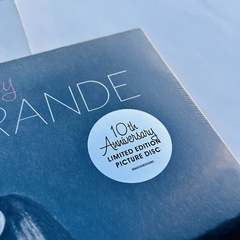 y
RANDE
10th
Anniversary
LIMITED EDITION
PICTURE DISC